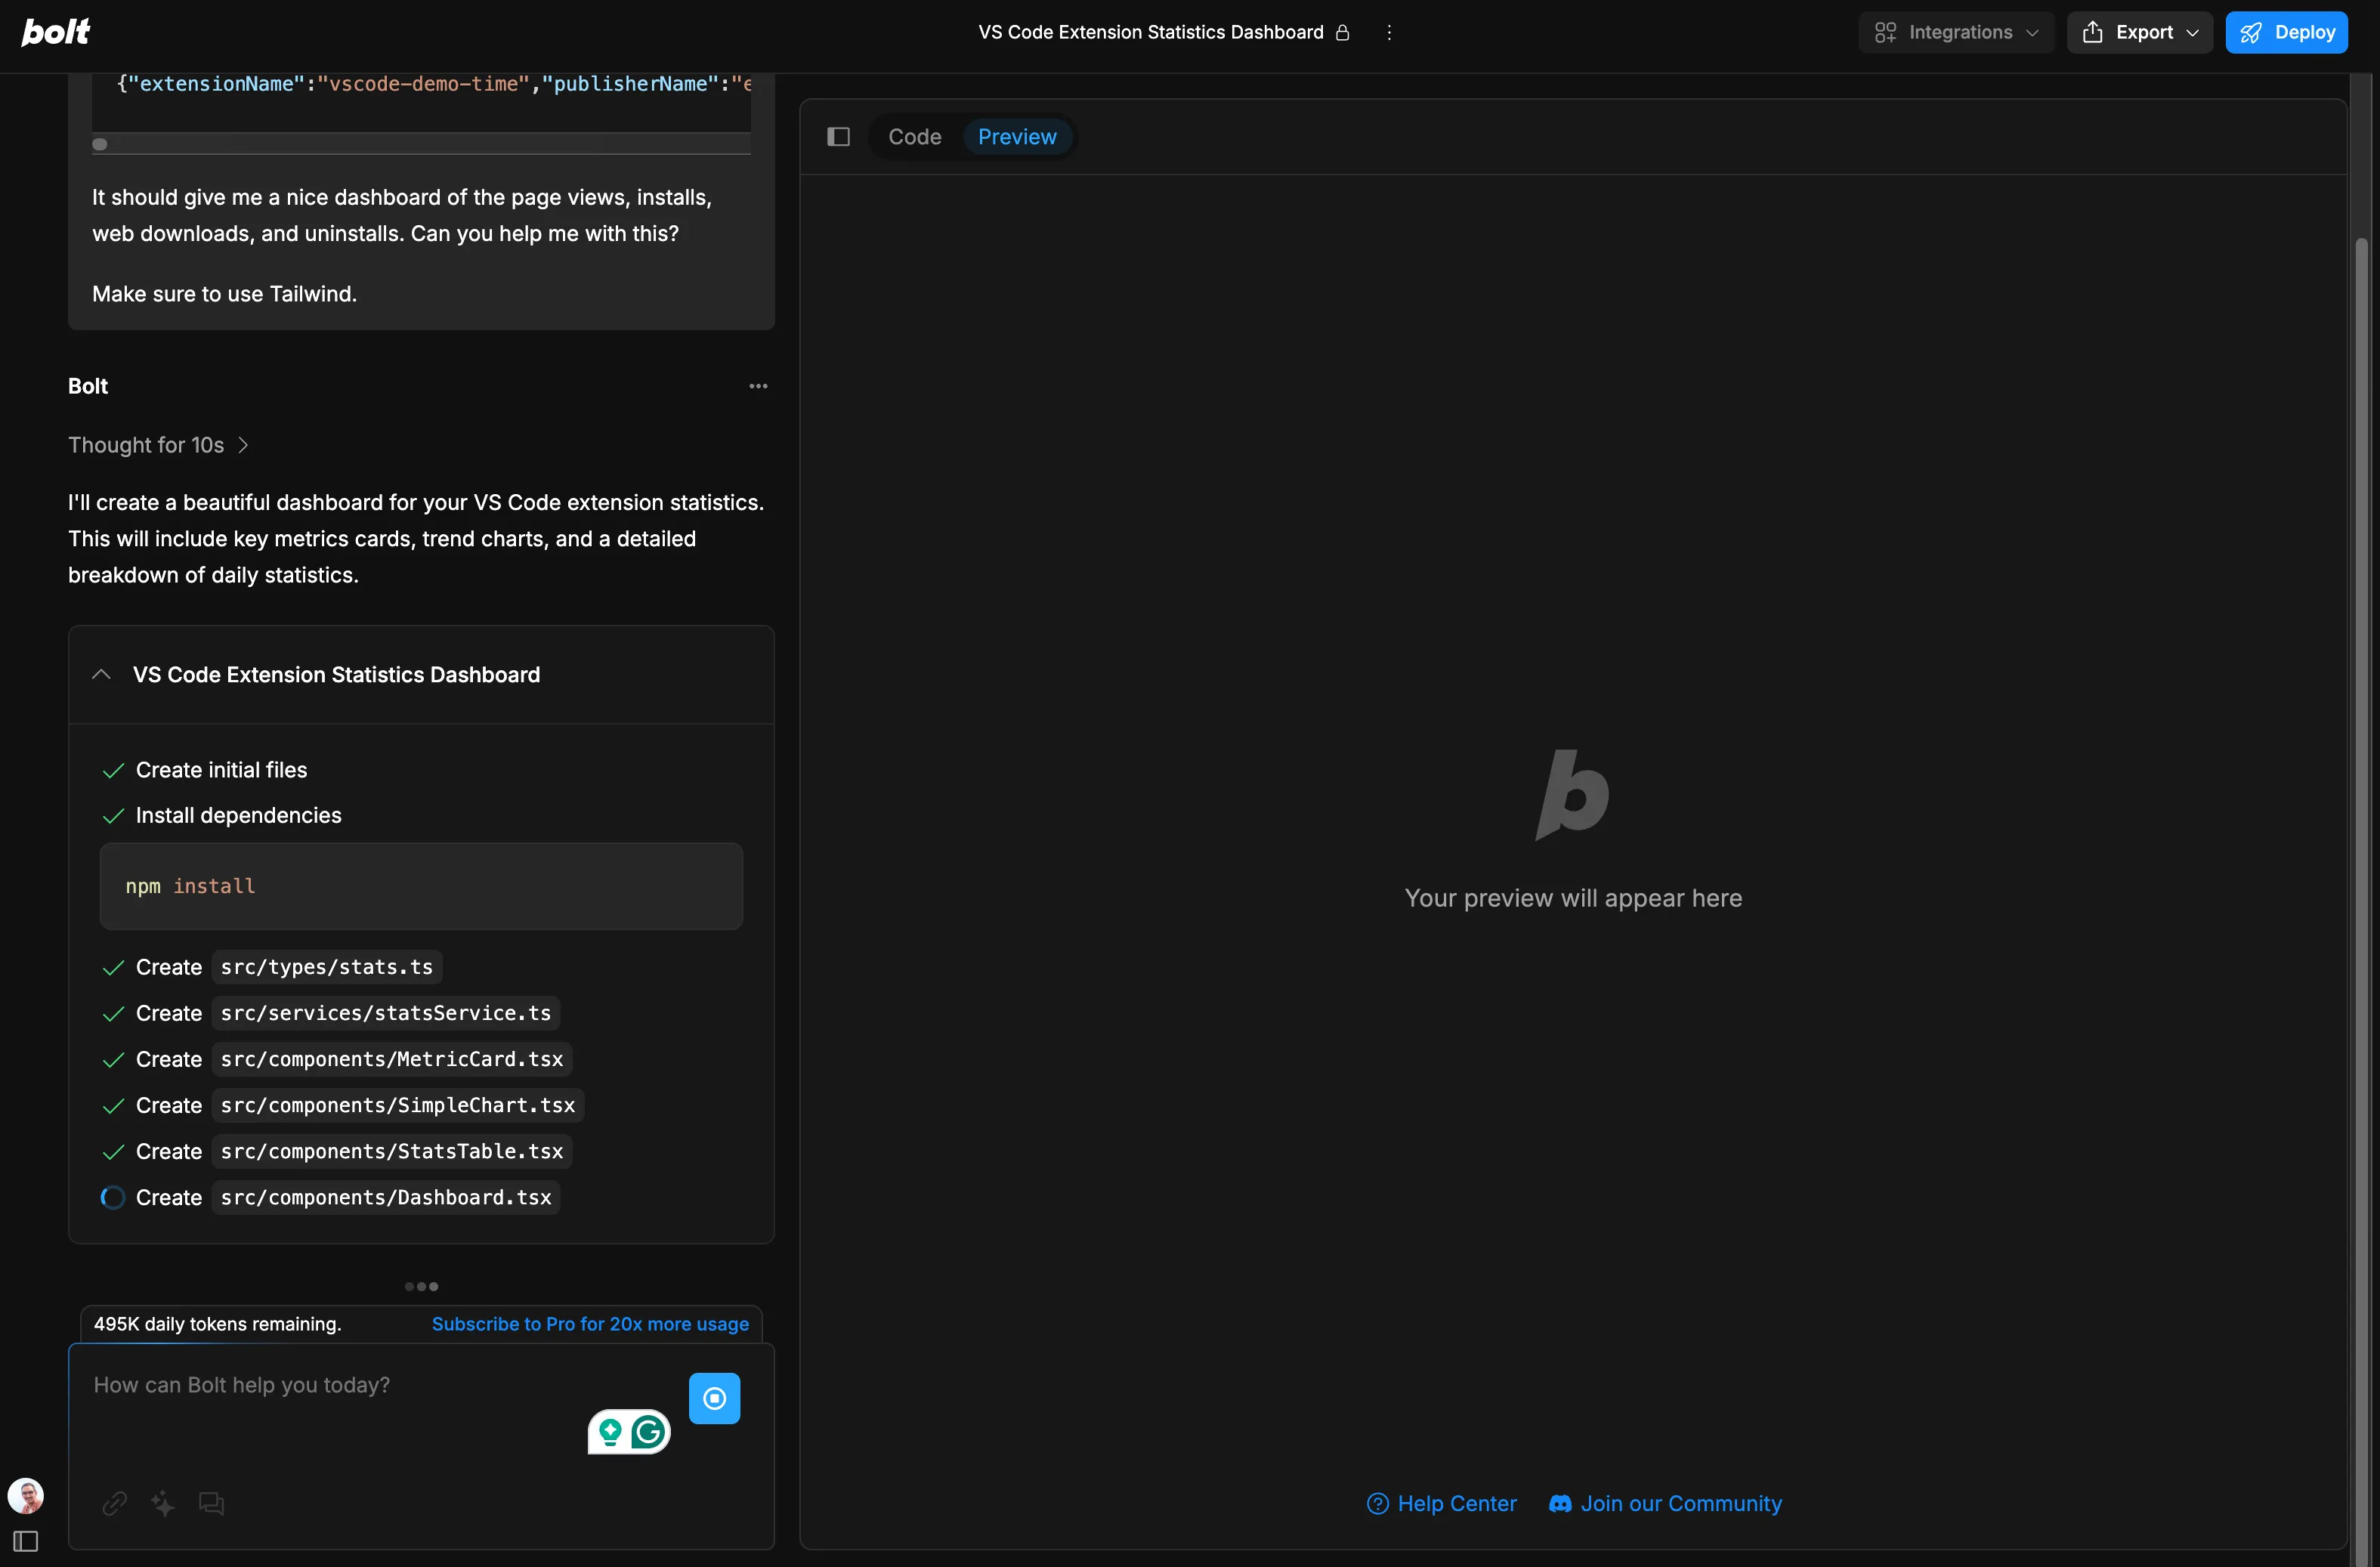 bolt
VS Code Extension Statistics Dashboard
Integrations
Export
Deploy
{"extensionName":"vscode-demo-time","publisherName":"e
It should give me a nice dashboard of the page views, installs,
web downloads, and uninstalls. Can you help me with this?
Make sure to use Tailwind.
Bolt
Thought for 10s
I'll create a beautiful dashboard for your VS Code extension statistics.
This will include key metrics cards, trend charts, and a detailed
breakdown of daily statistics.
VS Code Extension Statistics Dashboard
Create initial files
Install dependencies
npm install
Create src/types/stats.ts
Create src/services/statsService.ts
Create src/components/MetricCard.tsx
Create src/components/SimpleChart.tsx
Create src/components/StatsTable.tsx
Create src/components/Dashboard.tsx
495K daily tokens remaining.
Subscribe to Pro for 20x more usage
How can Bolt help you today?
Code
Preview
b
Your preview will appear here
Help Center
Join our Community